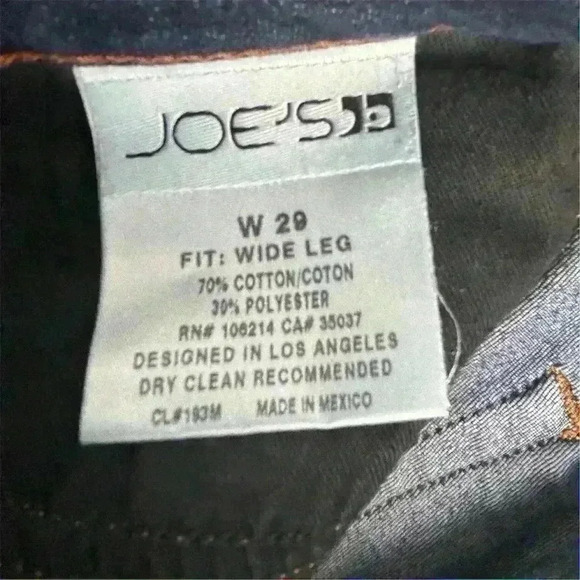 JOE'S
W 29
FIT: WIDE LEG
70% COTTON/COTON
30% POLYESTER
RN# 106214 CA# 35037
DESIGNED IN LOS ANGELES
DRY CLEAN RECOMMENDED
CL#193M MADE IN MEXICO